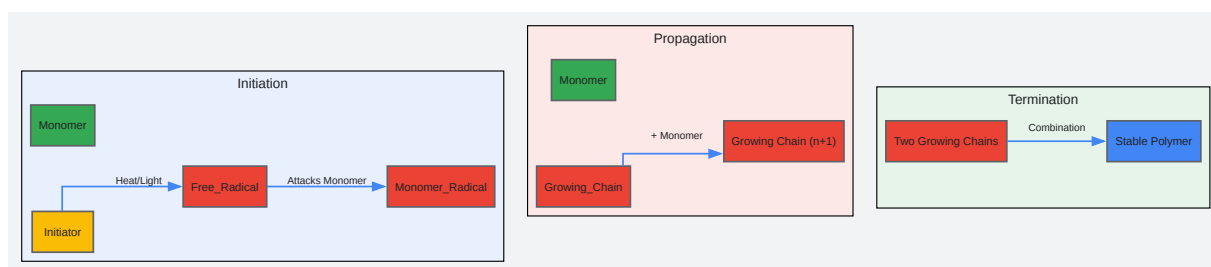 Initiation
Monomer
Heat/Light
Free_Radical
Attacks Monomer
Monomer_Radical
Initiator
Propagation
Monomer
+ Monomer
Growing Chain (n+1)
Growing_Chain
Termination
Two Growing Chains
Combination
Stable Polymer